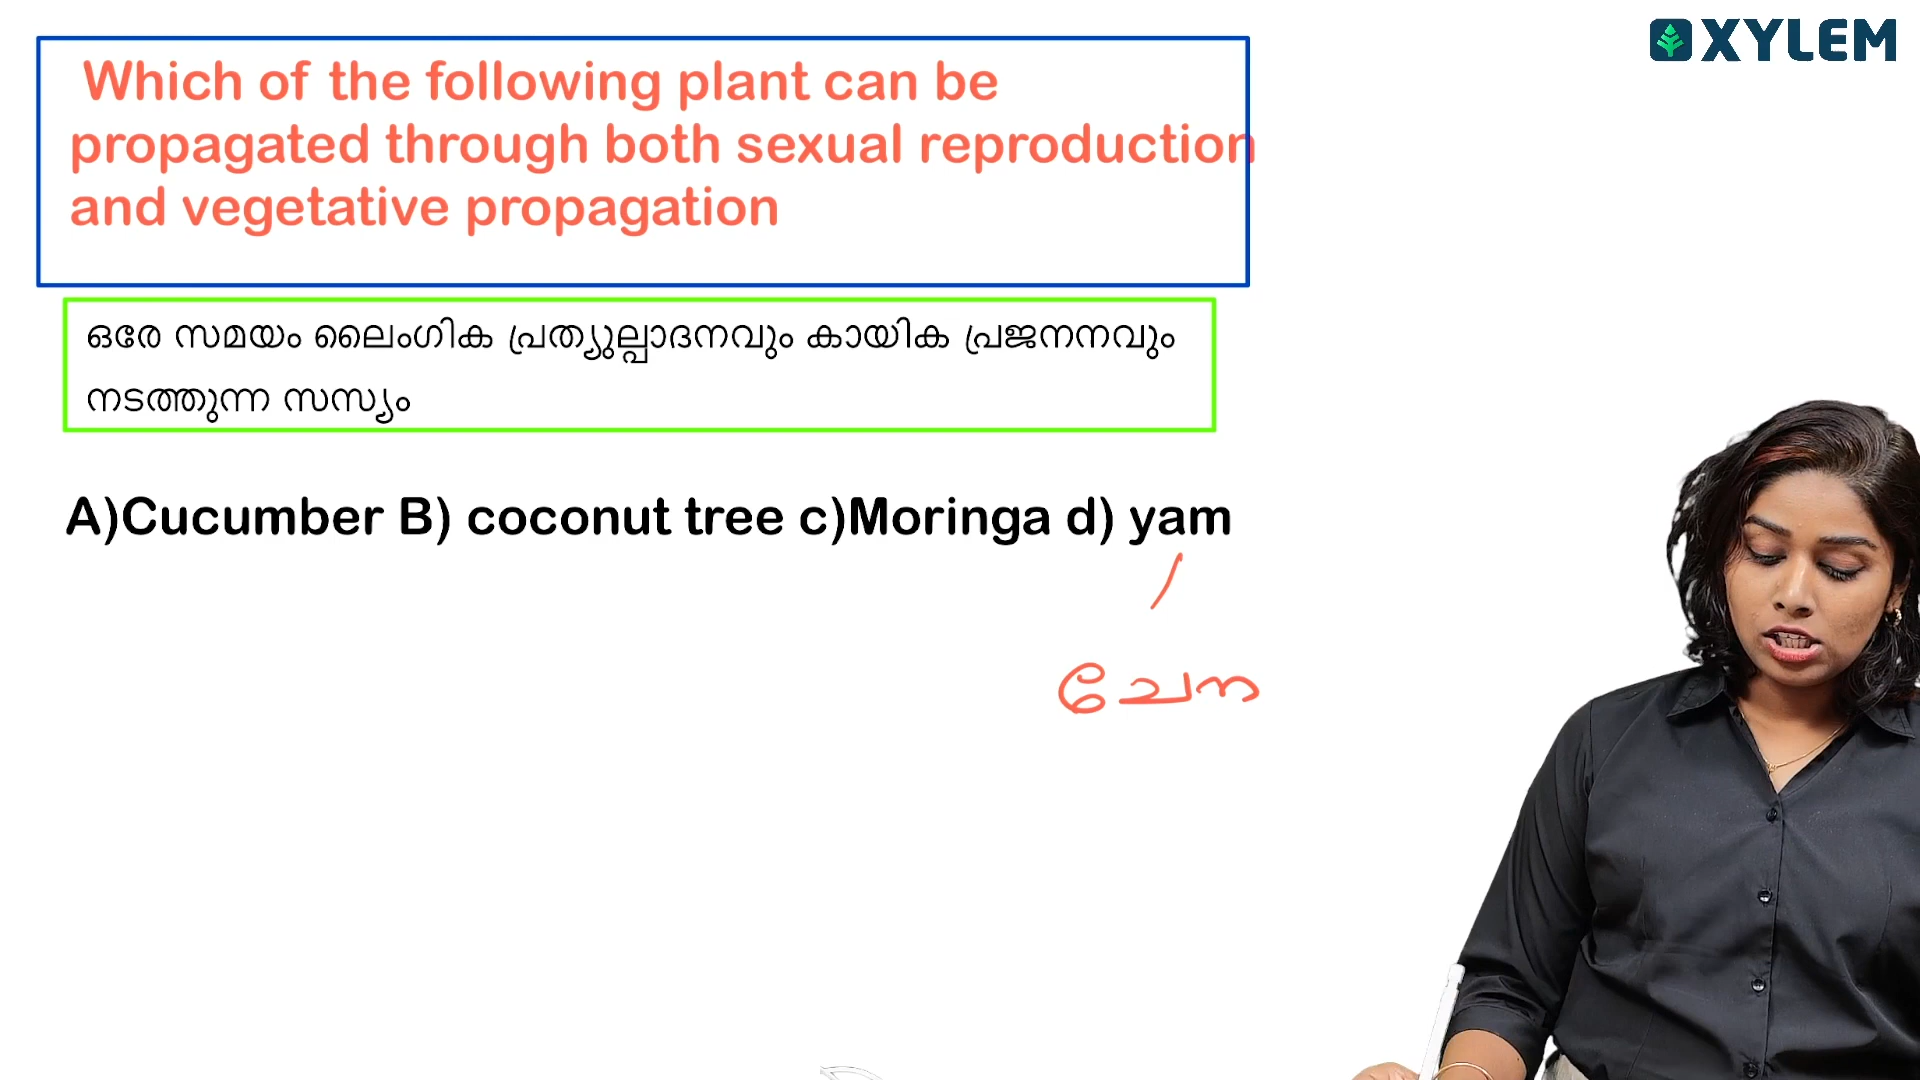 XYLEM
Which of the following plant can be
propagated through both sexual reproduction
and vegetative propagation
ഒരേ സമയം ലൈംഗിക പ്രത്യുല്പാദനവും കായിക പ്രജനനവും
നടത്തുന്ന സസ്യം
A)Cucumber B) coconut tree c)Moringa d) yam
ചേന